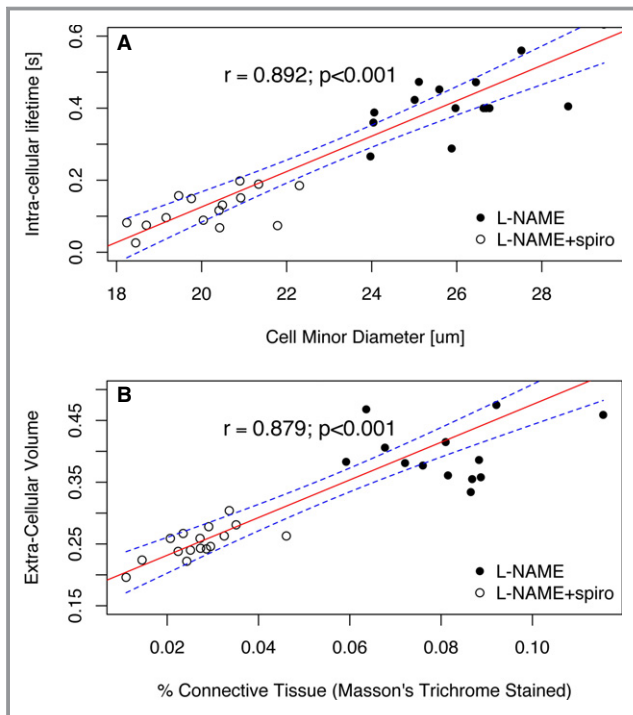 A
r = 0.892; p<0.001
Intra-cellular lifetime [s]
0.0
0.2
0.4
0.6
L-NAME
L-NAME+spiro
18
20
22
24
26
28
Cell Minor Diameter [um]
B
r = 0.879; p<0.001
Extra-Cellular Volume
0.15
0.25
0.35
0.45
L-NAME
L-NAME+spiro
0.02
0.04
0.06
0.08
0.10
% Connective Tissue (Masson's Trichrome Stained)